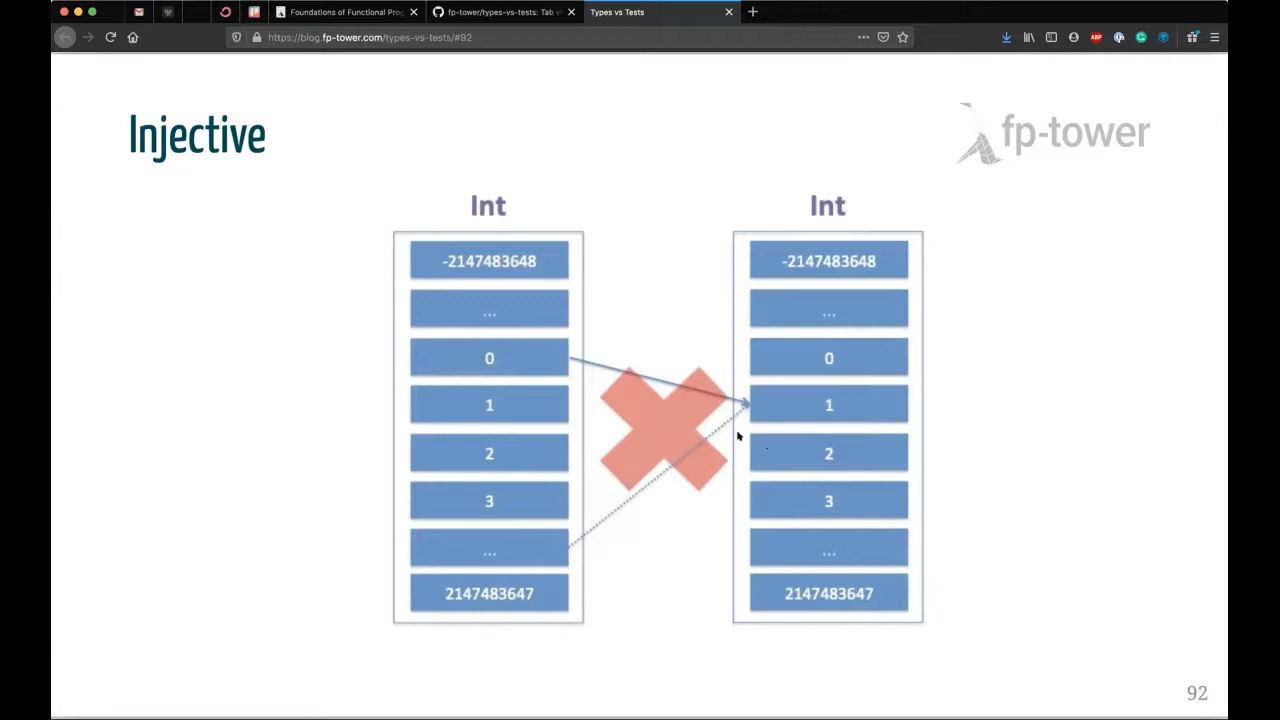 Foundations of Functional Prog
fp-tower/types-vs-tests: Tab v
Types vs Tests
https://blog.fp-tower.com/types-vs-tests/#92
ABP
Injective
fp-tower
Int
Int
-2147483648
-2147483648
...
...
0
0
1
1
2
2
3
3
...
...
2147483647
2147483647
92